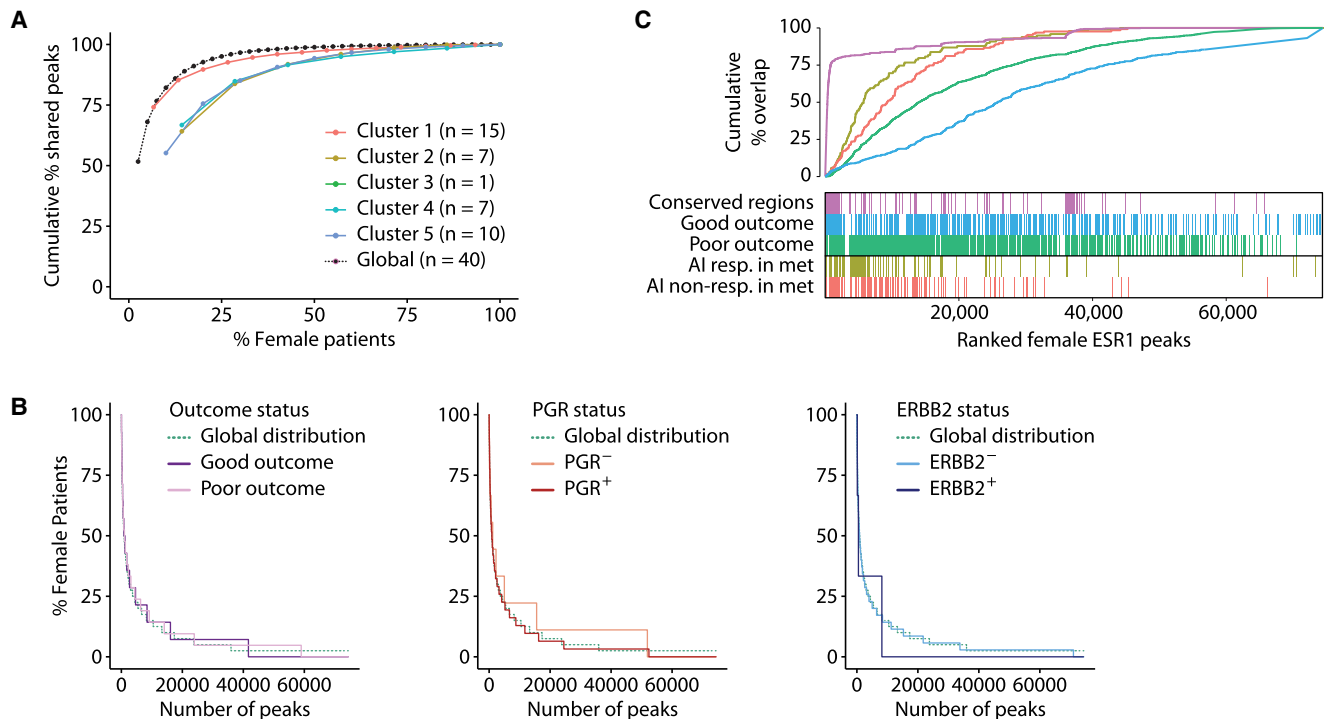 A
Cumulative % shared peaks
100
75
50
25
0
Cluster 1 (n = 15)
Cluster 2 (n = 7)
Cluster 3 (n = 1)
Cluster 4 (n = 7)
Cluster 5 (n = 10)
Global (n = 40)
0 25 50 75 100
% Female patients
C
Cumulative
% overlap
100
75
50
25
0
Conserved regions
Good outcome
Poor outcome
AI resp. in met
AI non-resp. in met
20,000 40,000 60,000
Ranked female ESR1 peaks
B
% Female Patients
100
75
50
25
0
Outcome status
Global distribution
Good outcome
Poor outcome
0 20000 40000 60000
Number of peaks
100
75
50
25
0
PGR status
Global distribution
PGR−
PGR+
0 20000 40000 60000
Number of peaks
100
75
50
25
0
ERBB2 status
Global distribution
ERBB2−
ERBB2+
0 20000 40000 60000
Number of peaks